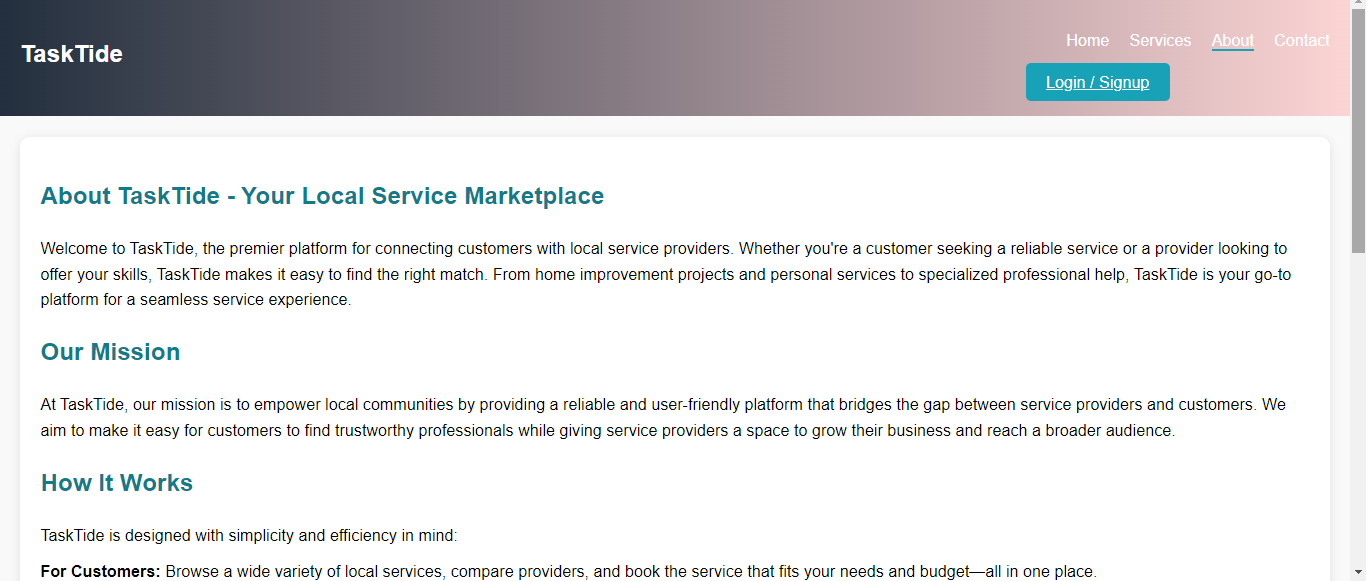 TaskTide
Home Services About Contact
Login / Signup
About TaskTide - Your Local Service Marketplace
Welcome to TaskTide, the premier platform for connecting customers with local service providers. Whether you're a customer seeking a reliable service or a provider looking to
offer your skills, TaskTide makes it easy to find the right match. From home improvement projects and personal services to specialized professional help, TaskTide is your go-to
platform for a seamless service experience.
Our Mission
At TaskTide, our mission is to empower local communities by providing a reliable and user-friendly platform that bridges the gap between service providers and customers. We
aim to make it easy for customers to find trustworthy professionals while giving service providers a space to grow their business and reach a broader audience.
How It Works
TaskTide is designed with simplicity and efficiency in mind:
For Customers: Browse a wide variety of local services, compare providers, and book the service that fits your needs and budget—all in one place.